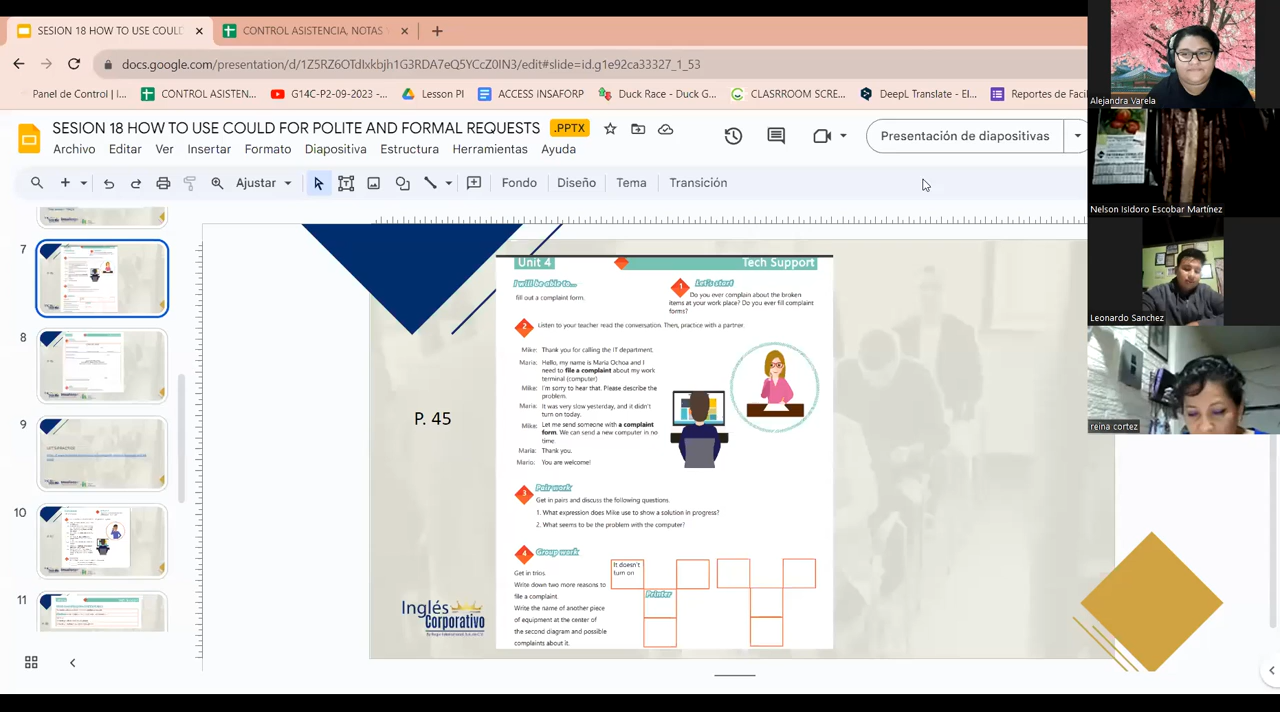 SESION 18 HOW TO USE COULD
CONTROL ASISTENCIA, NOTAS
docs.google.com/presentation/d/1Z5RZ6OTdlxkbjh1G3RDA7eQ5YCrZ0IN3/edit#slide=id.g1e92ca33327_1_53
Panel de Control | I...
CONTROL ASISTEN...
G14C-P2-09-2023 -...
Lesson Pl
ACCESS INSAFORP
Duck Race - Duck G...
CLASRROOM SCRE...
DeepL Translate - El...
Reportes de Facil
SESION 18 HOW TO USE COULD FOR POLITE AND FORMAL REQUESTS
.PPTX
Presentación de diapositivas
Archivo Editar Ver Insertar Formato Diapositiva Herramientas Ayuda
Ajustar
Fondo Diseño Tema Transición
7
8
9
10
11
P. 45
Unit 4
Tech Support
I will be able to...
fill out a complaint form.
1
Let's start
Do you ever complain about the broken
items at your work place? Do you ever fill complaint
forms?
2
Listen to your teacher read the conversation. Then, practice with a partner.
Mike: Thank you for calling the IT department.
Maria: Hello, my name is Maria Ochoa and I
need to file a complaint about my work
terminal (computer)
Mike: I'm sorry to hear that. Please describe the
problem.
Maria: It was very slow yesterday, and it didn't
turn on today.
Mike: Let me send someone with a complaint
form. We can send a new computer in no
time.
Maria: Thank you.
Mario: You are welcome!
3
Pair work
Get in pairs and discuss the following questions.
1. What expression does Mike use to show a solution in progress?
2. What seems to be the problem with the computer?
4
Group work
Get in trios.
Write down two more reasons to
file a complaint.
Write the name of another piece
of equipment at the center of
the second diagram and possible
complaints about it.
It doesn't
turn on
Printer
Inglés
Corporativo
Alejandra Varela
Nelson Isidoro Escobar Martínez
Leonardo Sanchez
reina cortez